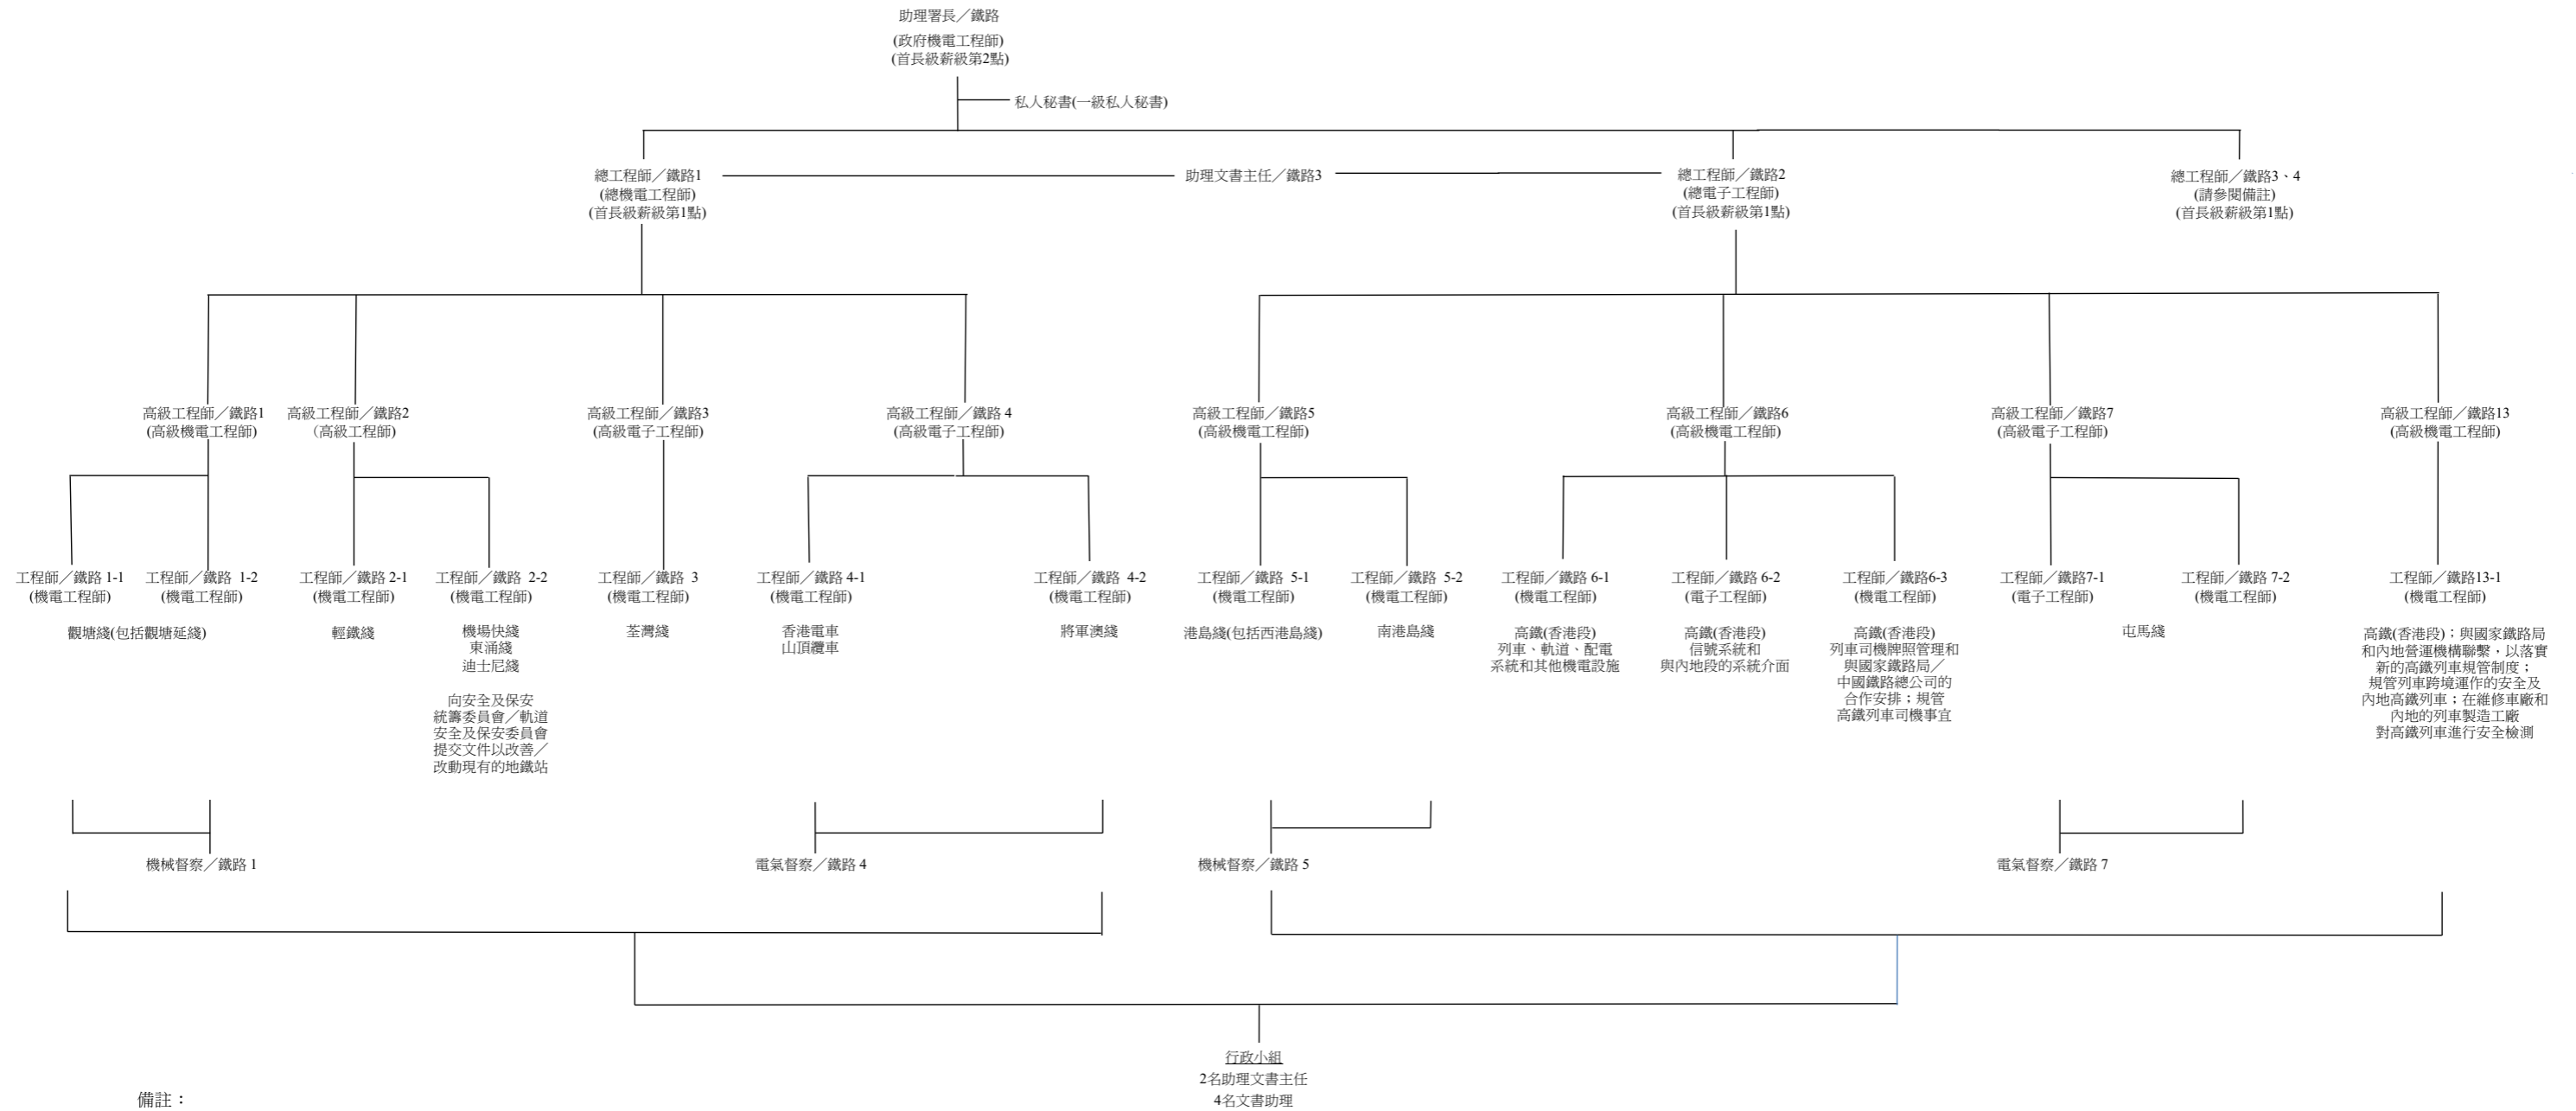 助理署長／鐵路
(政府機電工程師)
(首長級薪級第2點)
私人秘書(一級私人秘書)
總工程師／鐵路1
(總機電工程師)
(首長級薪級第1點)
助理文書主任／鐵路3
總工程師／鐵路2
(總電子工程師)
(首長級薪級第1點)
總工程師／鐵路3、4
(請參閱備註)
(首長級薪級第1點)
高級工程師／鐵路1
(高級機電工程師)
高級工程師／鐵路2
（高級工程師)
高級工程師／鐵路3
(高級電子工程師)
高級工程師／鐵路 4
(高級電子工程師)
高級工程師／鐵路5
(高級機電工程師)
高級工程師／鐵路6
(高級機電工程師)
高級工程師／鐵路7
(高級電子工程師)
高級工程師／鐵路13
(高級機電工程師)
工程師／鐵路 1-1
(機電工程師)
工程師／鐵路 1-2
(機電工程師)
觀塘綫(包括觀塘延綫)
工程師／鐵路 2-1
(機電工程師)
輕鐵綫
工程師／鐵路 2-2
(機電工程師)
機場快綫
東涌綫
迪士尼綫
向安全及保安
統籌委員會／軌道
安全及保安委員會
提交文件以改善／
改動現有的地鐵站
工程師／鐵路 3
(機電工程師)
荃灣綫
工程師／鐵路 4-1
(機電工程師)
香港電車
山頂纜車
工程師／鐵路 4-2
(機電工程師)
將軍澳綫
工程師／鐵路 5-1
(機電工程師)
港島綫(包括西港島綫)
工程師／鐵路 5-2
(機電工程師)
南港島綫
工程師／鐵路 6-1
(機電工程師)
高鐵(香港段)
列車、軌道、配電
系統和其他機電設施
工程師／鐵路 6-2
(電子工程師)
高鐵(香港段)
信號系統和
與內地段的系統介面
工程師／鐵路6-3
(機電工程師)
高鐵(香港段)
列車司機牌照管理和
與國家鐵路局／
中國鐵路總公司的
合作安排；規管
高鐵列車司機事宜
工程師／鐵路7-1
(電子工程師)
工程師／鐵路 7-2
(機電工程師)
屯馬綫
工程師／鐵路13-1
(機電工程師)
高鐵(香港段)；與國家鐵路局
和內地營運機構聯繫，以落實
新的高鐵列車規管制度；
規管列車跨境運作的安全及
內地高鐵列車；在維修車廠和
內地的列車製造工廠
對高鐵列車進行安全檢測
機械督察／鐵路 1
電氣督察／鐵路 4
機械督察／鐵路 5
電氣督察／鐵路 7
行政小組
2名助理文書主任
4名文書助理
備註：